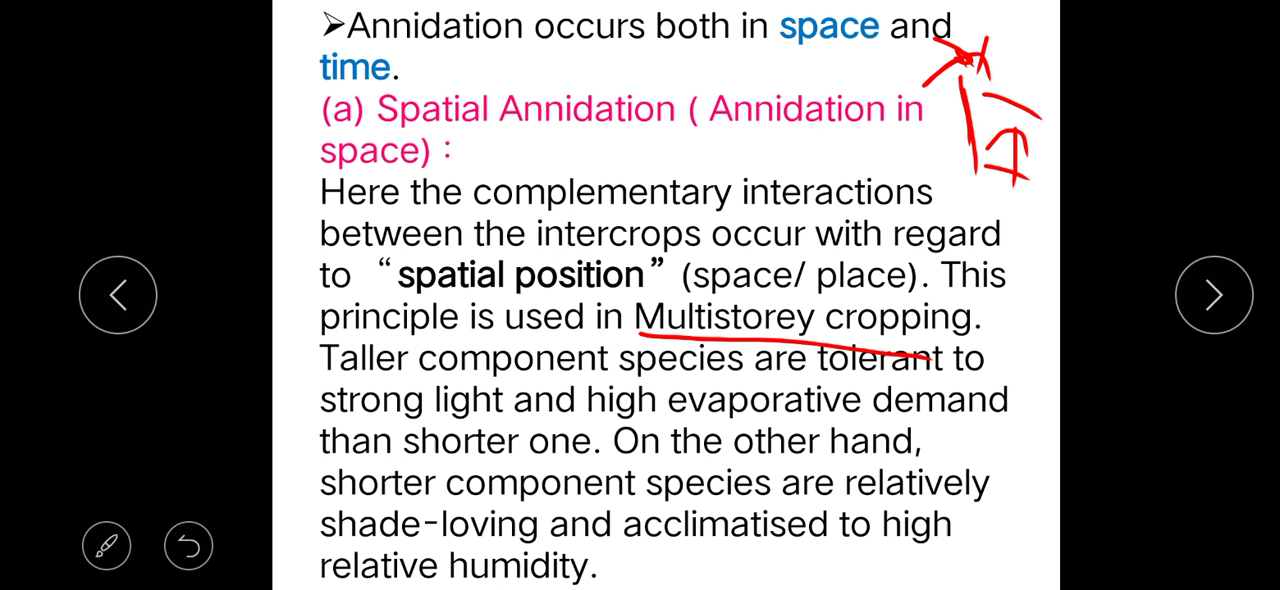 ➢Annidation occurs both in space and
time.
(a) Spatial Annidation ( Annidation in
space) :
Here the complementary interactions
between the intercrops occur with regard
to “spatial position” (space/ place). This
principle is used in Multistorey cropping.
Taller component species are tolerant to
strong light and high evaporative demand
than shorter one. On the other hand,
shorter component species are relatively
shade-loving and acclimatised to high
relative humidity.